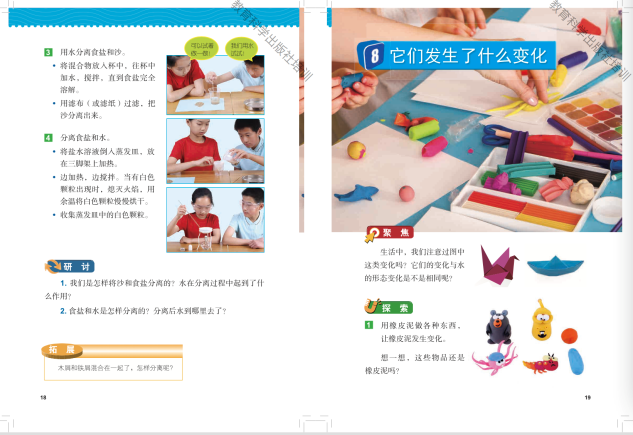 3 用水分离食盐和沙。
• 将混合物放入杯中，往杯中
加水，搅拌，直到食盐完全
溶解。
• 用滤布（或滤纸）过滤，把
沙分离出来。
可以试着
做一做！
我们用水
试试！
4 分离食盐和水。
• 将盐水溶液倒入蒸发皿，放
在三脚架上加热。
• 边加热，边搅拌。当有白色
颗粒出现时，熄灭火焰，用
余温将白色颗粒慢慢烘干。
• 收集蒸发皿中的白色颗粒。
研 讨
1. 我们是怎样将沙和食盐分离的？水在分离过程中起到了什
么作用？
2. 食盐和水是怎样分离的？分离后水到哪里去了？
拓 展
木屑和铁屑混合在一起了，怎样分离呢？
18
教育科学出版社培训
8 它们发生了什么变化
教育科学出版社培训
聚 焦
生活中，我们注意过图中
这类变化吗？它们的变化与水
的形态变化是不是相同呢？
探 索
1 用橡皮泥做各种东西，
让橡皮泥发生变化。
想一想，这些物品还是
橡皮泥吗？
19